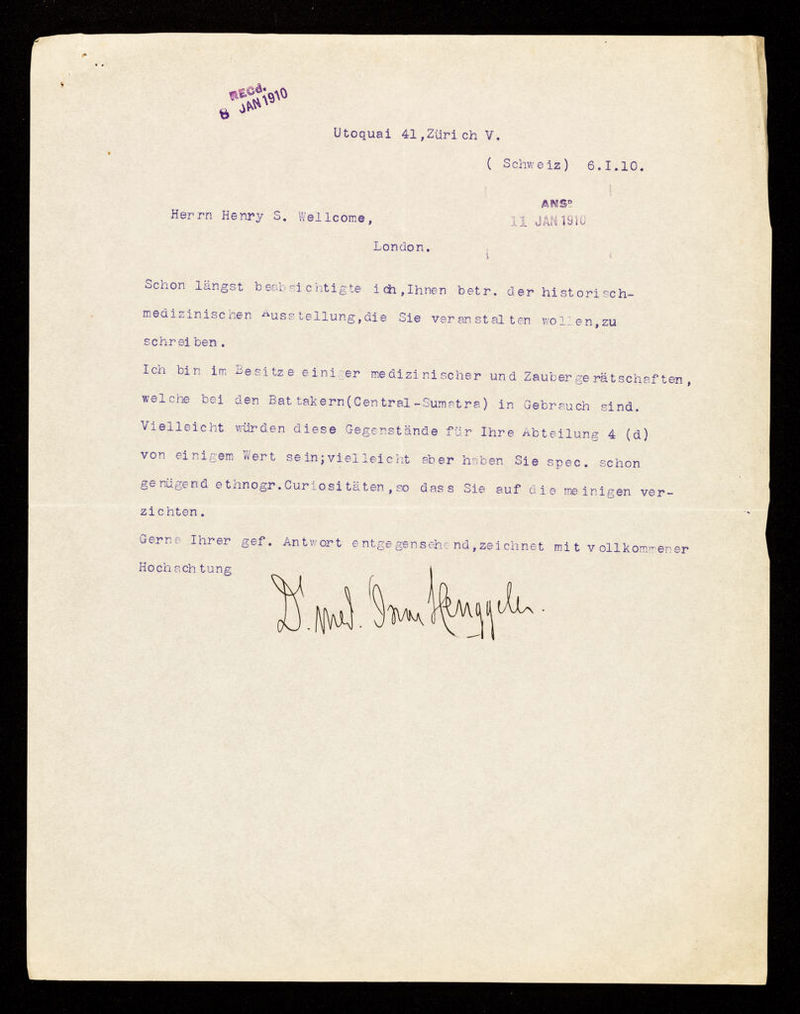 RECd.
8 JAN 1910
Utoquai 41,Zürich V.
( Schweiz) 6.I.10.
ANSD
11 JAN 1910
Herrn Henry S. Wellcome,
London.
Schon längst beabsichtigte ich,Ihnen betr. der historisch-
medizinischen Ausstellung,die Sie veranstalten wollen,zu
schreiben.
Ich bin im Besitze einiger medizinischer und Zaubergerätschaften,
welche bei den Battakern(Central-Sumatra) in Gebrauch sind.
Vielleicht würden diese Gegenstände für Ihre Abteilung 4 (d)
von einigem Wert sein;vielleicht aber haben Sie spec. schon
genügend ethnogr.Curiositäten,so dass Sie auf die meinigen ver-
zichten.
Gerne Ihrer gef. Antwort entgegensehend,zeichnet mit vollkommener
Hochachtung
Dr. med. Henggeler.